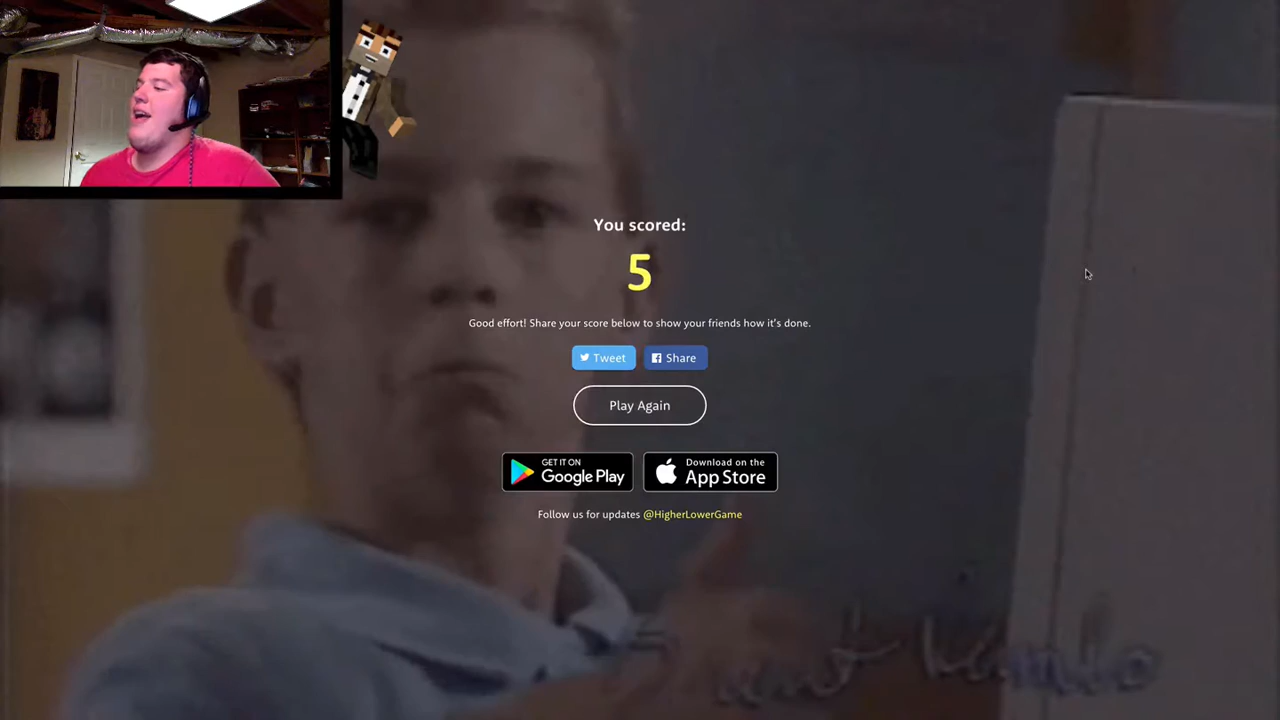 You scored:
5
Good effort! Share your score below to show your friends how it's done.
Tweet
Share
Play Again
GET IT ON
Google Play
Download on the
App Store
Follow us for updates @HigherLowerGame